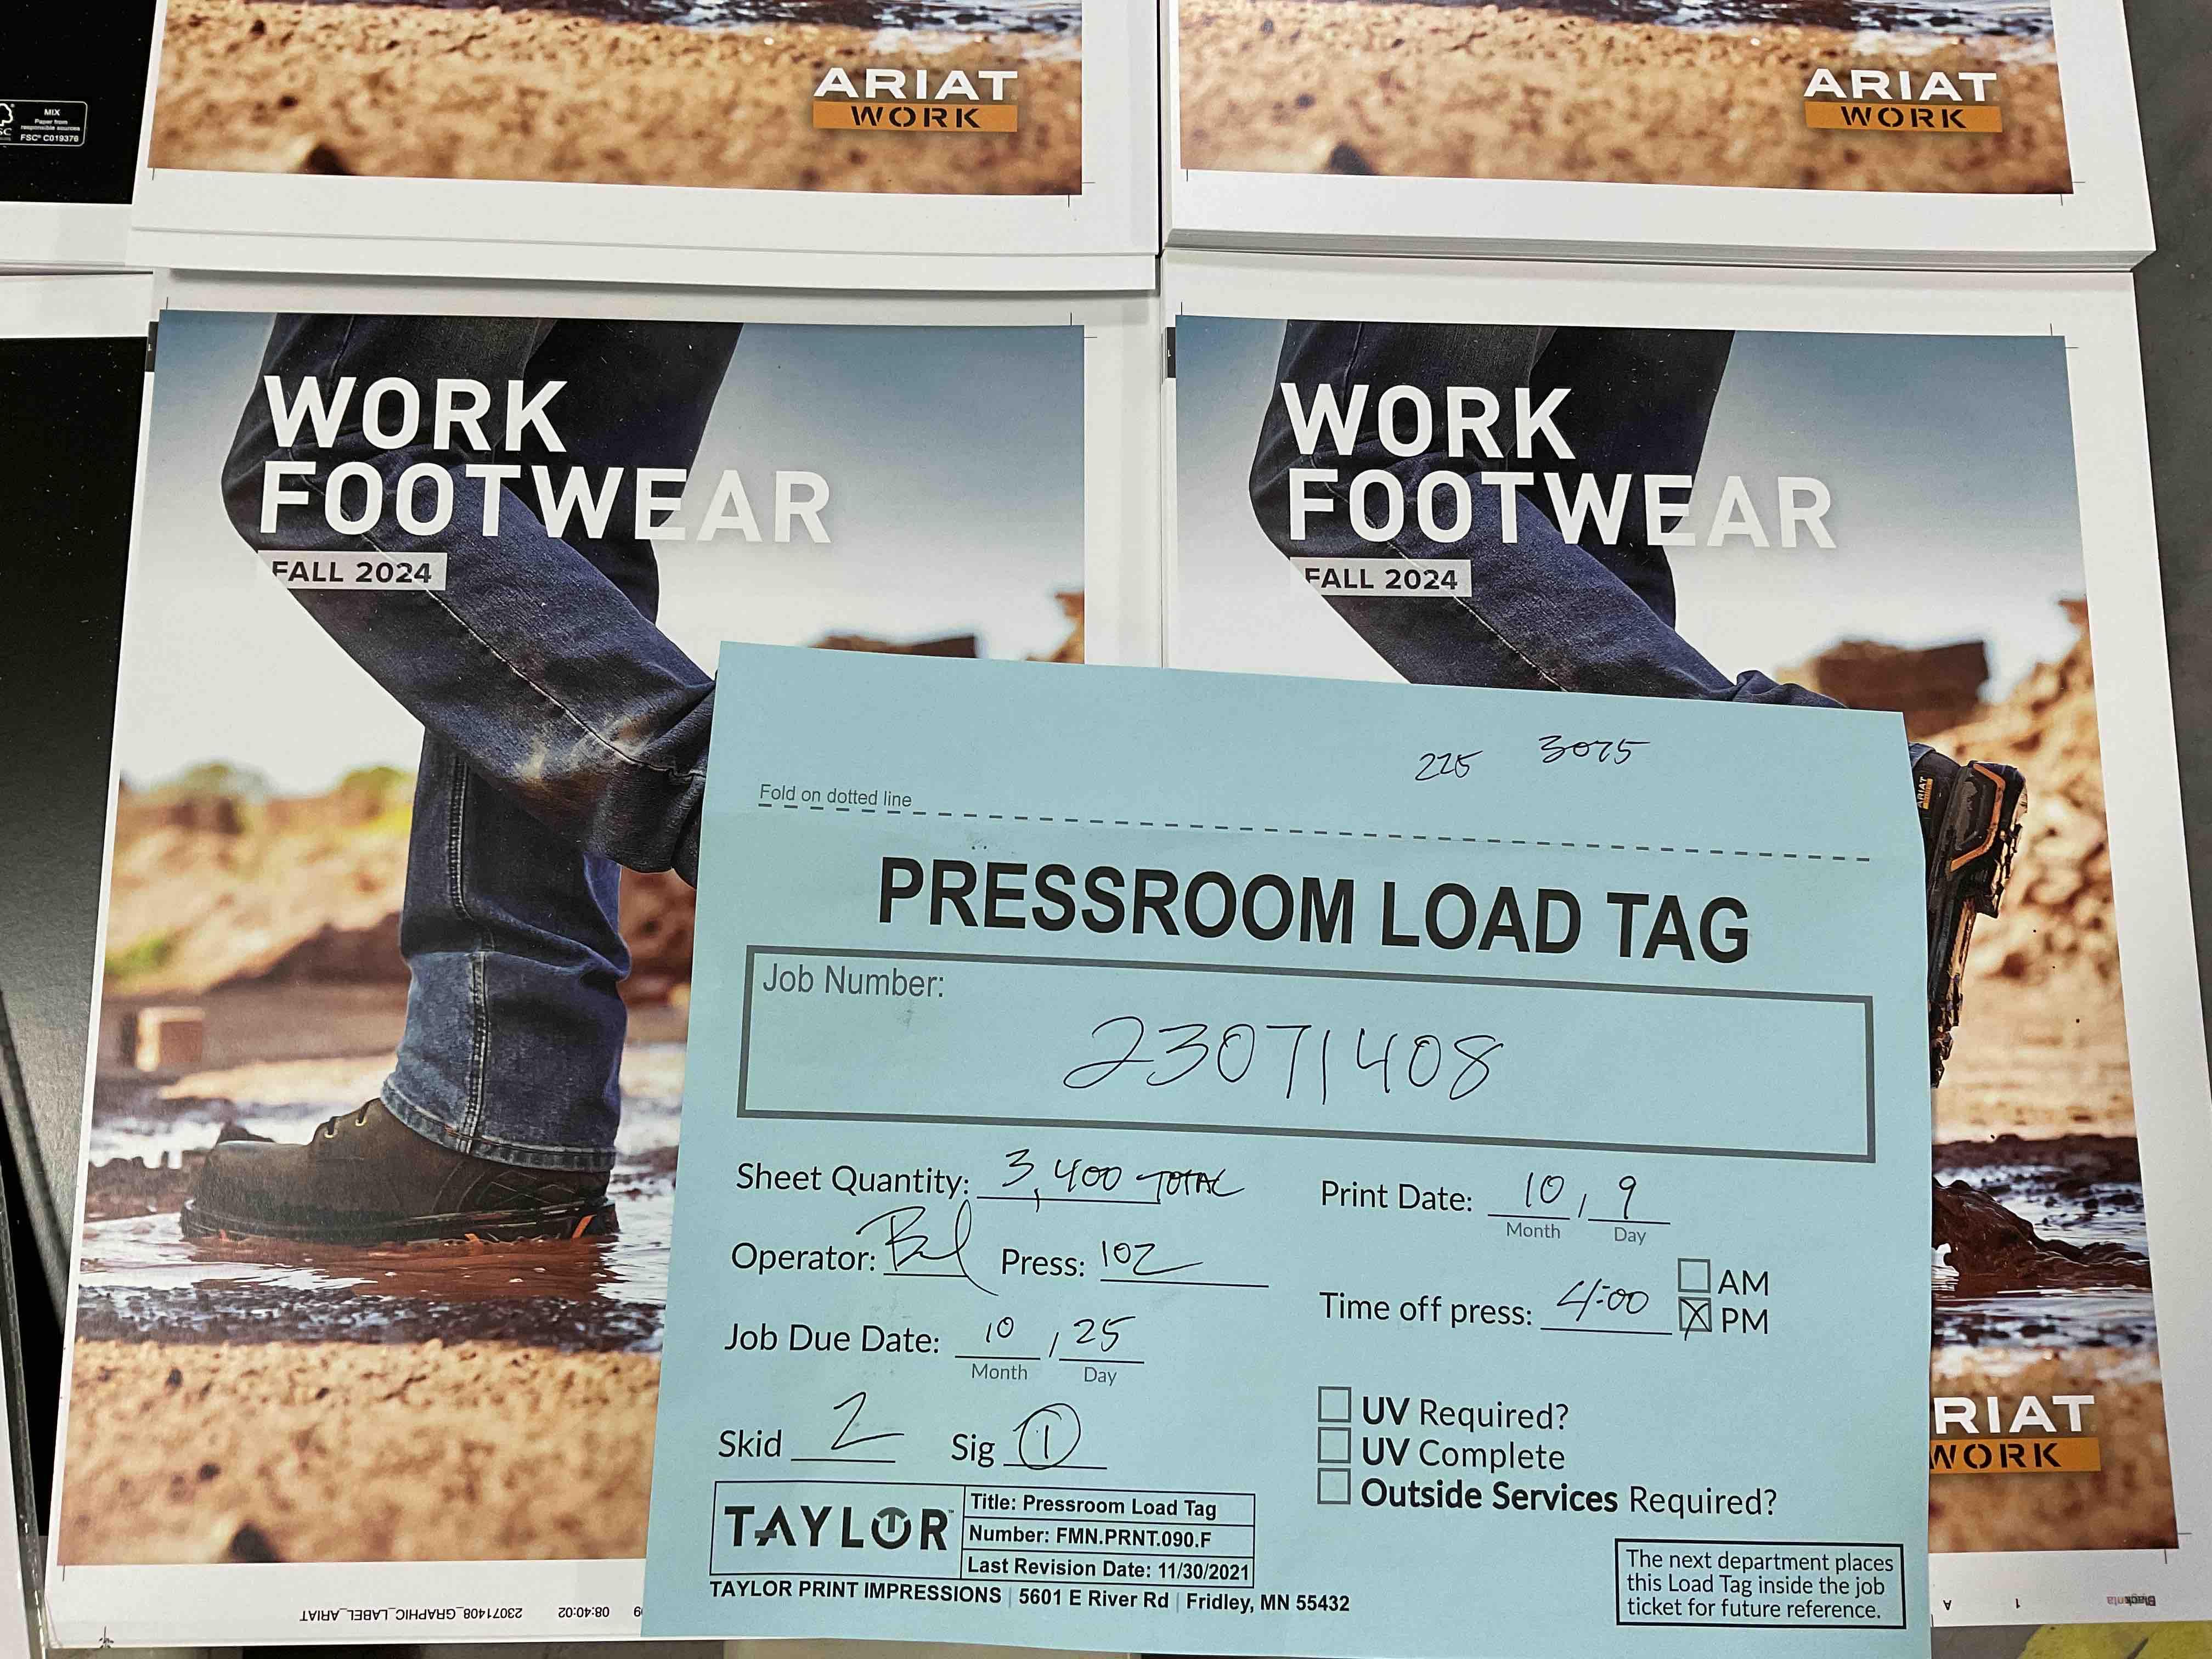 MIX
Paper from
responsible sources
FSC® C019376
ARIAT
WORK
ARIAT
WORK
WORK
FOOTWEAR
FALL 2024
WORK
FOOTWEAR
FALL 2024
225 3075
Fold on dotted line
PRESSROOM LOAD TAG
Job Number:
23071408
Sheet Quantity: 3,400 TOTAL
Print Date: 10 / 9
Month Day
Operator: Press: 102
Time off press: 4:00
AM
PM
Job Due Date: 10 / 25
Month Day
Skid 2 Sig 1
UV Required?
UV Complete
Outside Services Required?
TAYLOR
Title: Pressroom Load Tag
Number: FMN.PRNT.090.F
Last Revision Date: 11/30/2021
TAYLOR PRINT IMPRESSIONS | 5601 E River Rd | Fridley, MN 55432
The next department places
this Load Tag inside the job
ticket for future reference.
ARIAT
RIAT
WORK
23071408_GRAPHIC_LABEL_ARIAT 08:40:02
A 1